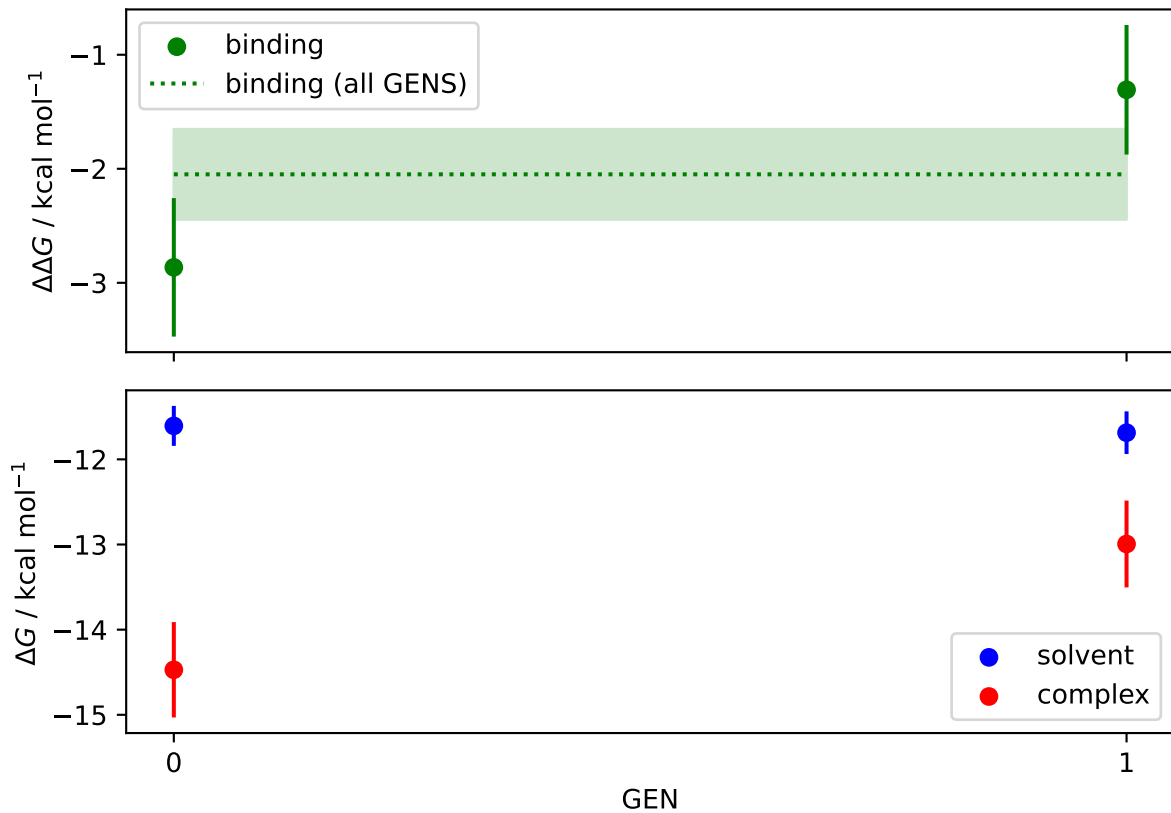 binding
binding (all GENS)
ΔΔG / kcal mol⁻¹
−1
−2
−3
ΔG / kcal mol⁻¹
−12
−13
−14
−15
solvent
complex
0
1
GEN